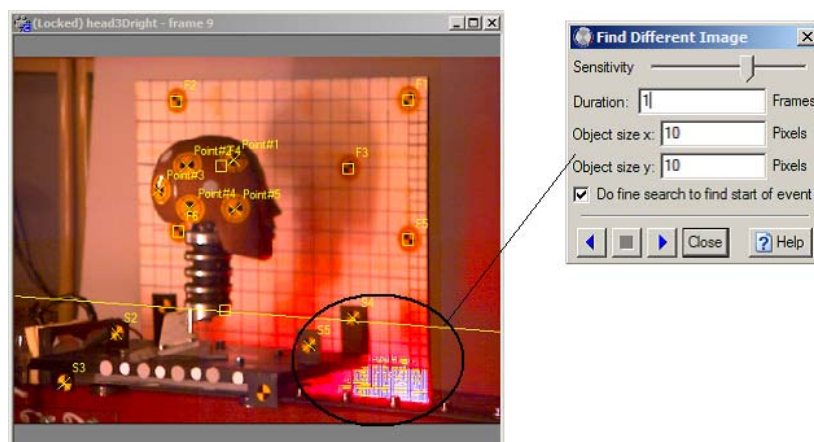 (Locked) head3Dright - frame 9
F2
F1
Point#2
F4
Point#1
F3
Point#3
Point#4
Point#5
F6
F5
S4
S2
S5
S3
Find Different Image
Sensitivity
Duration: 1 Frames
Object size x: 10 Pixels
Object size y: 10 Pixels
Do fine search to find start of event
Close
? Help